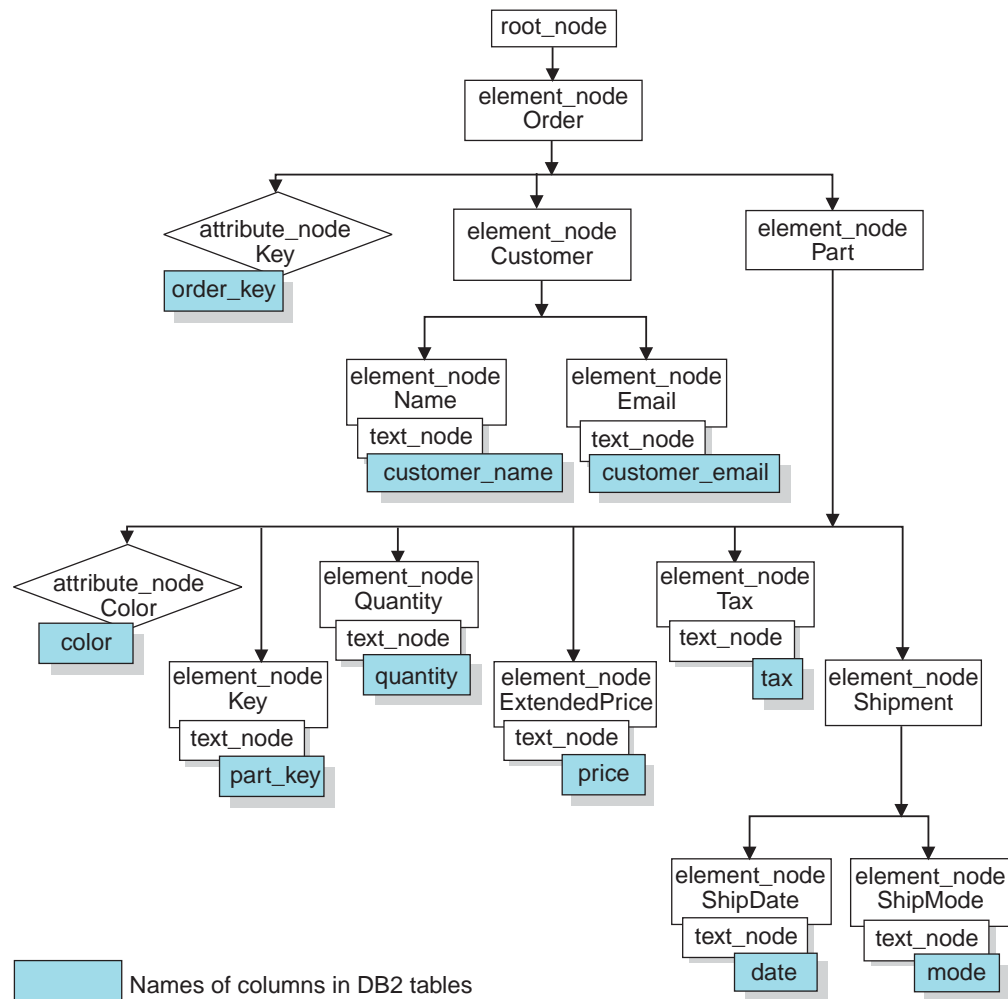 root_node
element_node
Order
attribute_node
Key
order_key
element_node
Customer
element_node
Part
element_node
Name
text_node
customer_name
element_node
Email
text_node
customer_email
attribute_node
Color
color
element_node
Key
text_node
part_key
element_node
Quantity
text_node
quantity
element_node
ExtendedPrice
text_node
price
element_node
Tax
text_node
tax
element_node
Shipment
element_node
ShipDate
text_node
date
element_node
ShipMode
text_node
mode
Names of columns in DB2 tables